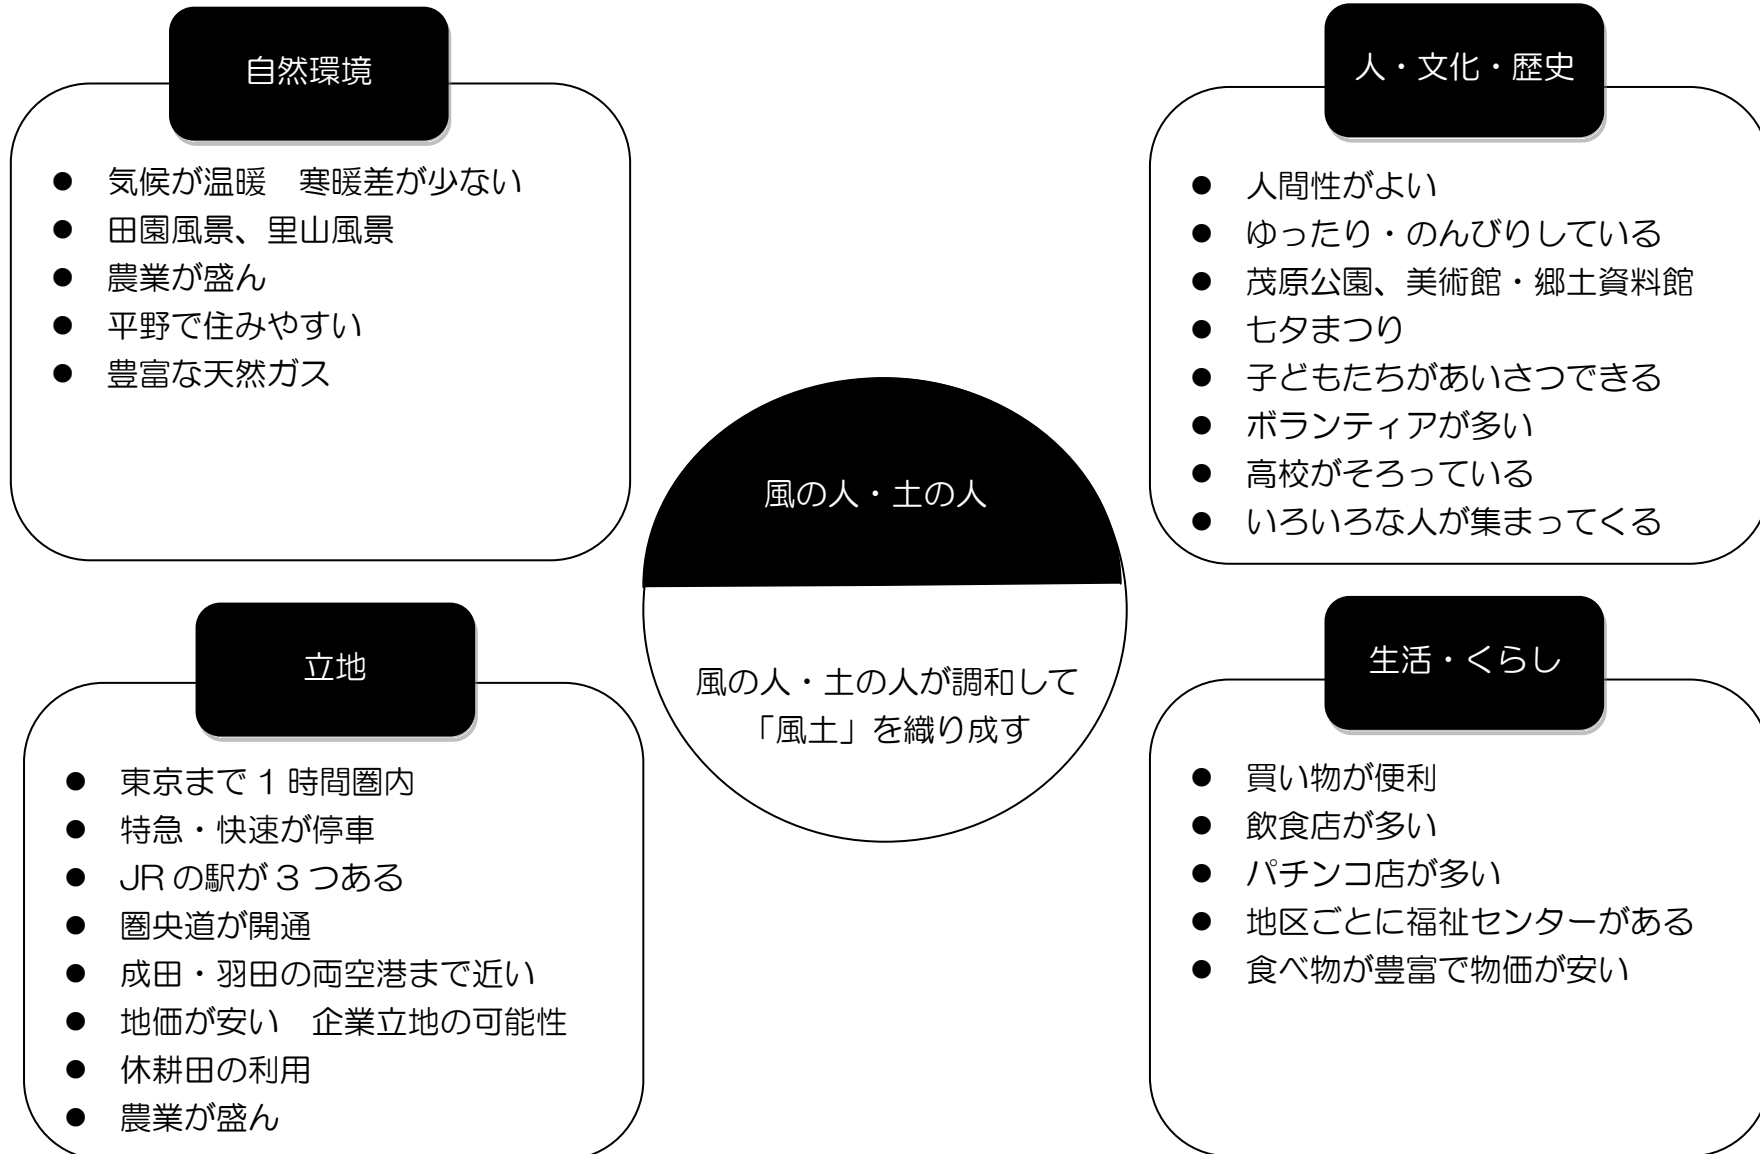 自然環境
● 気候が温暖　寒暖差が少ない
● 田園風景、里山風景
● 農業が盛ん
● 平野で住みやすい
● 豊富な天然ガス
人・文化・歴史
● 人間性がよい
● ゆったり・のんびりしている
● 茂原公園、美術館・郷土資料館
● 七夕まつり
● 子どもたちがあいさつできる
● ボランティアが多い
● 高校がそろっている
● いろいろな人が集まってくる
風の人・土の人
風の人・土の人が調和して
「風土」を織り成す
立地
● 東京まで 1 時間圏内
● 特急・快速が停車
● JR の駅が 3 つある
● 圏央道が開通
● 成田・羽田の両空港まで近い
● 地価が安い　企業立地の可能性
● 休耕田の利用
● 農業が盛ん
生活・くらし
● 買い物が便利
● 飲食店が多い
● パチンコ店が多い
● 地区ごとに福祉センターがある
● 食べ物が豊富で物価が安い